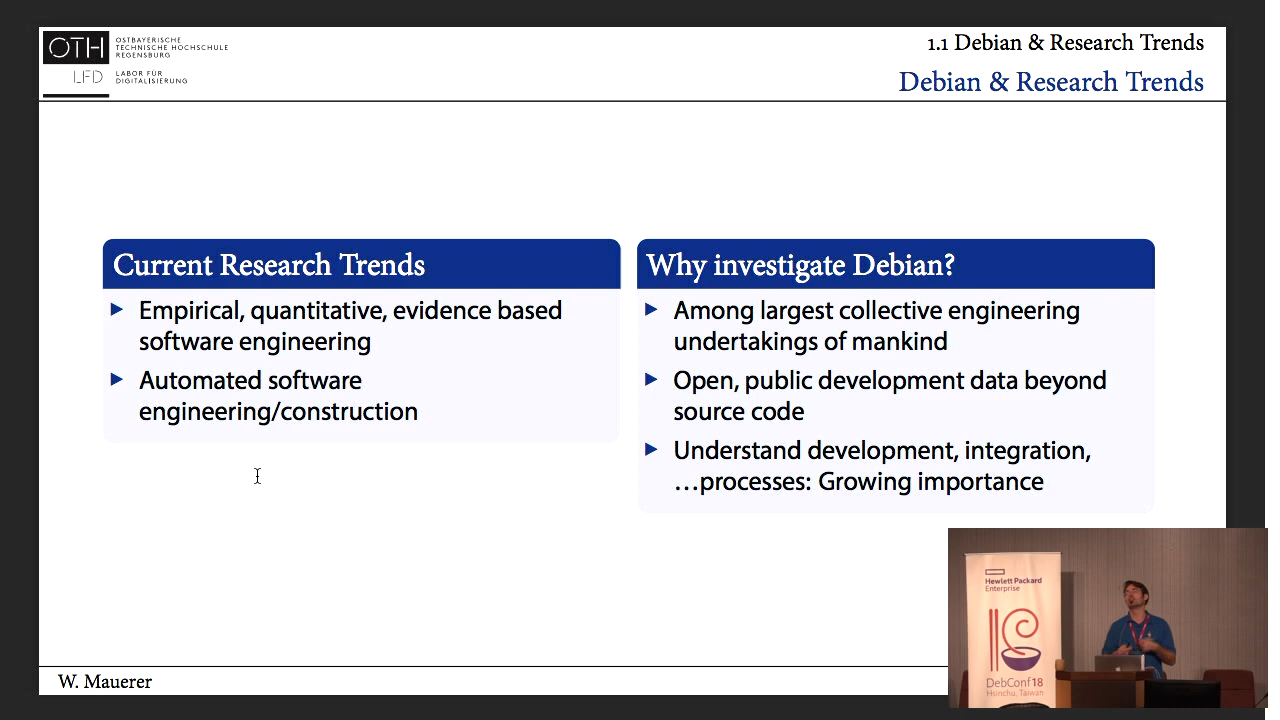 OTH
OSTBAYERISCHE
TECHNISCHE HOCHSCHULE
REGENSBURG
LFD
LABOR FÜR
DIGITALISIERUNG
1.1 Debian & Research Trends
Debian & Research Trends
Current Research Trends
▶ Empirical, quantitative, evidence based
software engineering
▶ Automated software
engineering/construction
Why investigate Debian?
▶ Among largest collective engineering
undertakings of mankind
▶ Open, public development data beyond
source code
▶ Understand development, integration,
…processes: Growing importance
W. Mauerer
Hewlett Packard
Enterprise
DebConf18
Hsinchu, Taiwan